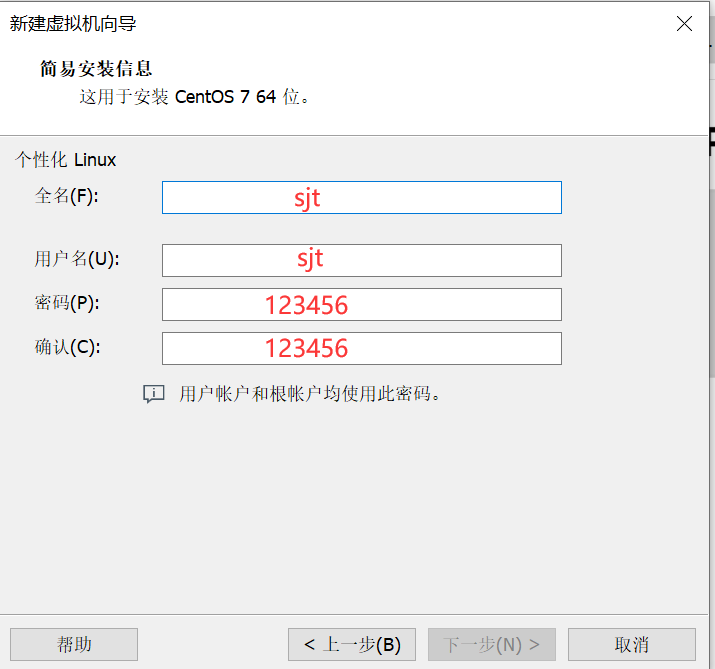 新建虚拟机向导
简易安装信息
这用于安装 CentOS 7 64 位。
个性化 Linux
全名(F): sjt
用户名(U): sjt
密码(P): 123456
确认(C): 123456
用户帐户和根帐户均使用此密码。
帮助 < 上一步(B) 下一步(N) > 取消